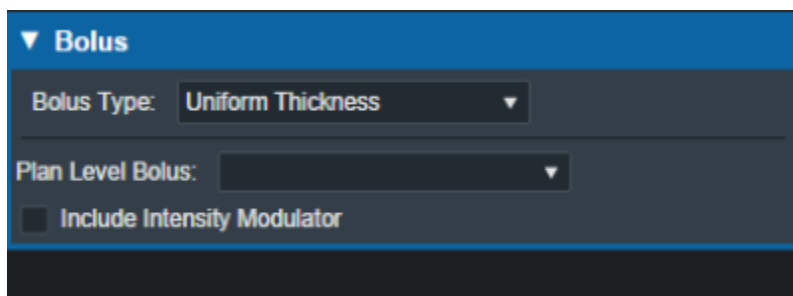 Bolus
Bolus Type: Uniform Thickness
Plan Level Bolus:
Include Intensity Modulator